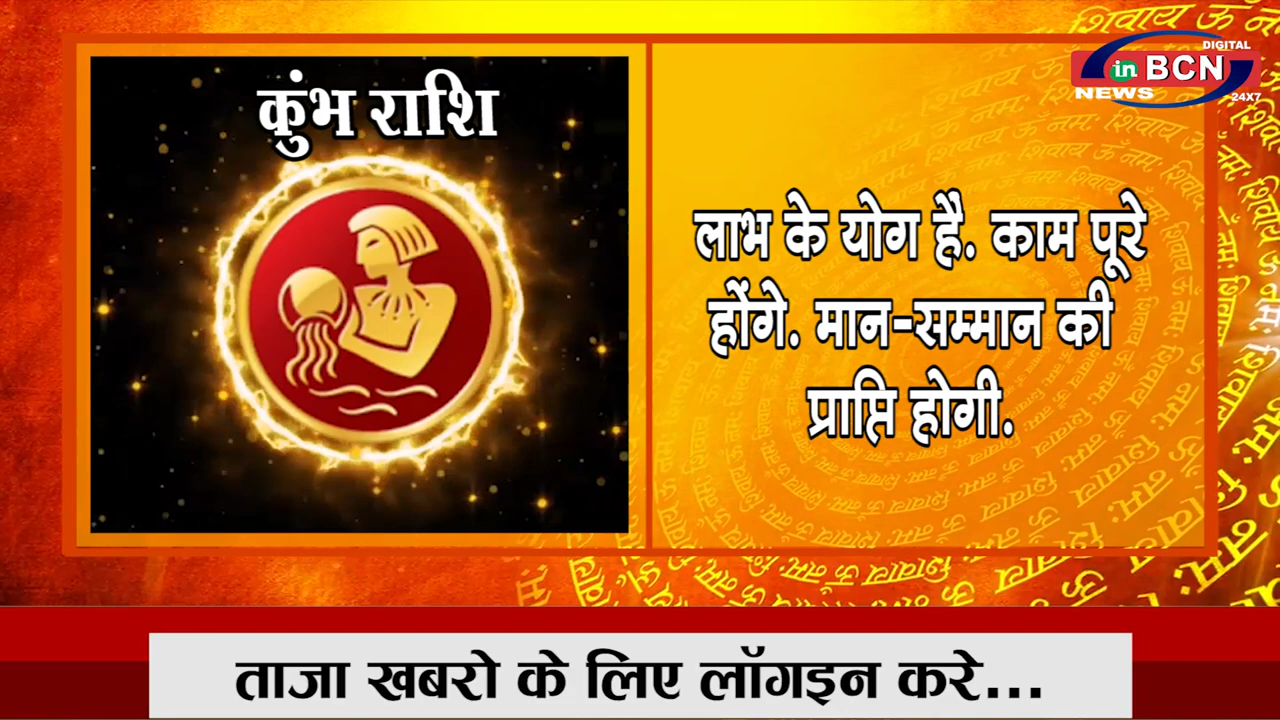 कुंभ राशि
DIGITAL
in BCN
NEWS
24X7
लाभ के योग है. काम पूरे
होंगे. मान-सम्मान की
प्राप्ति होगी.
ताजा खबरो के लिए लॉगइन करे...